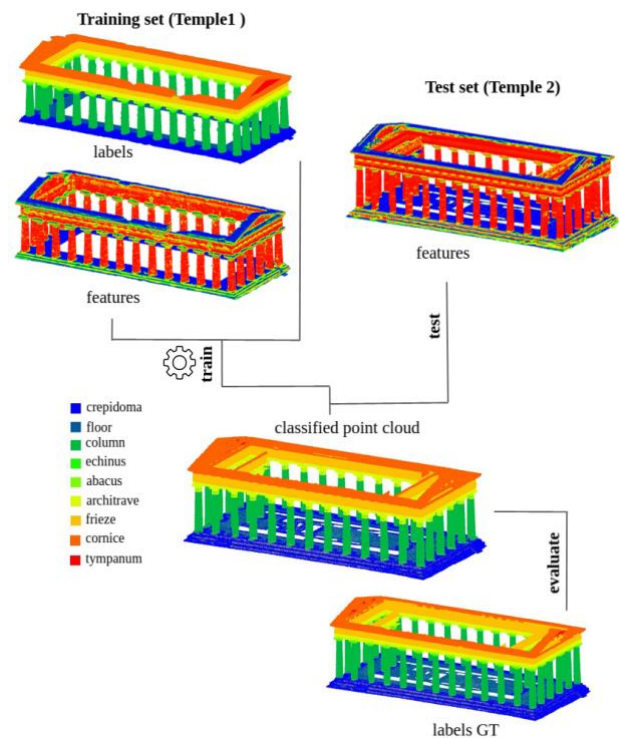 Training set (Temple1 )
labels
features
Test set (Temple 2)
features
train
test
classified point cloud
crepidoma
floor
column
echinus
abacus
architrave
frieze
cornice
tympanum
evaluate
labels GT